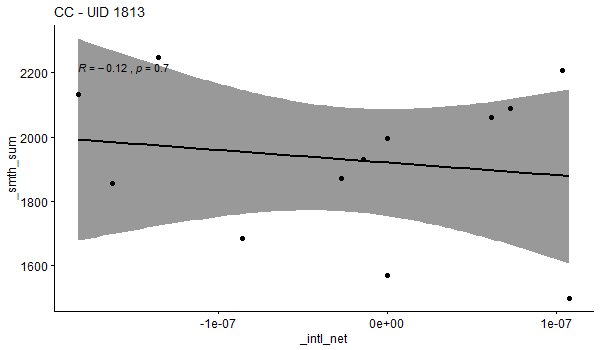 CC - UID 1813
R = −0.12 , p = 0.7
2200
2000
1800
1600
_smth_sum
-1e-07
0e+00
1e-07
_intl_net